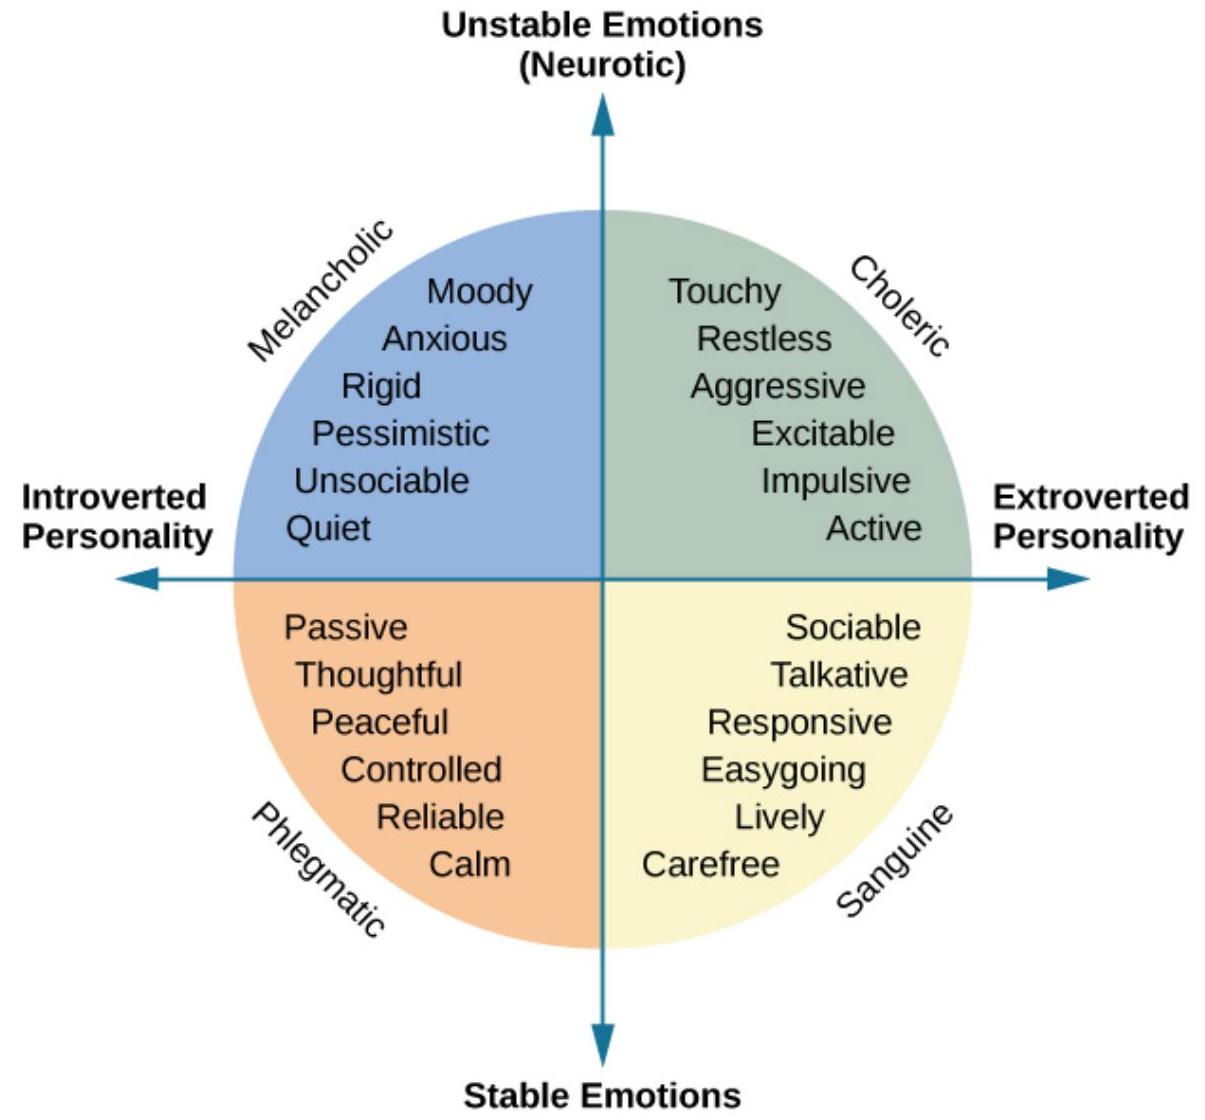 Unstable Emotions
(Neurotic)
Melancholic
Moody
Anxious
Rigid
Pessimistic
Unsociable
Quiet
Choleric
Touchy
Restless
Aggressive
Excitable
Impulsive
Active
Introverted
Personality
Extroverted
Personality
Passive
Thoughtful
Peaceful
Controlled
Reliable
Calm
Phlegmatic
Sociable
Talkative
Responsive
Easygoing
Lively
Carefree
Sanguine
Stable Emotions